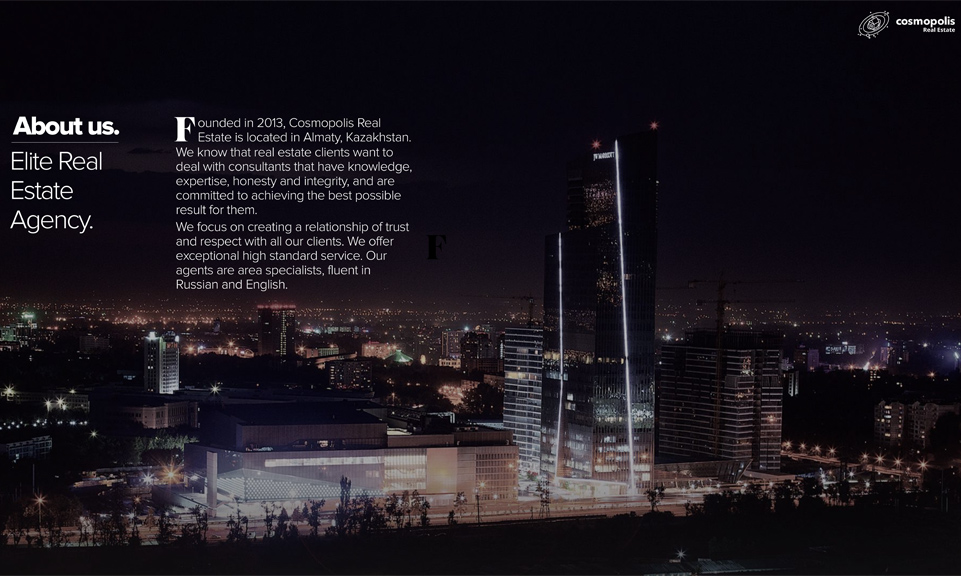 cosmopolis
Real Estate
About us.
Elite Real
Estate
Agency.
Founded in 2013, Cosmopolis Real
Estate is located in Almaty, Kazakhstan.
We know that real estate clients want to
deal with consultants that have knowledge,
expertise, honesty and integrity, and are
committed to achieving the best possible
result for them.
We focus on creating a relationship of trust
and respect with all our clients. We offer
exceptional high standard service. Our
agents are area specialists, fluent in
Russian and English.
F
JW MARRIOTT